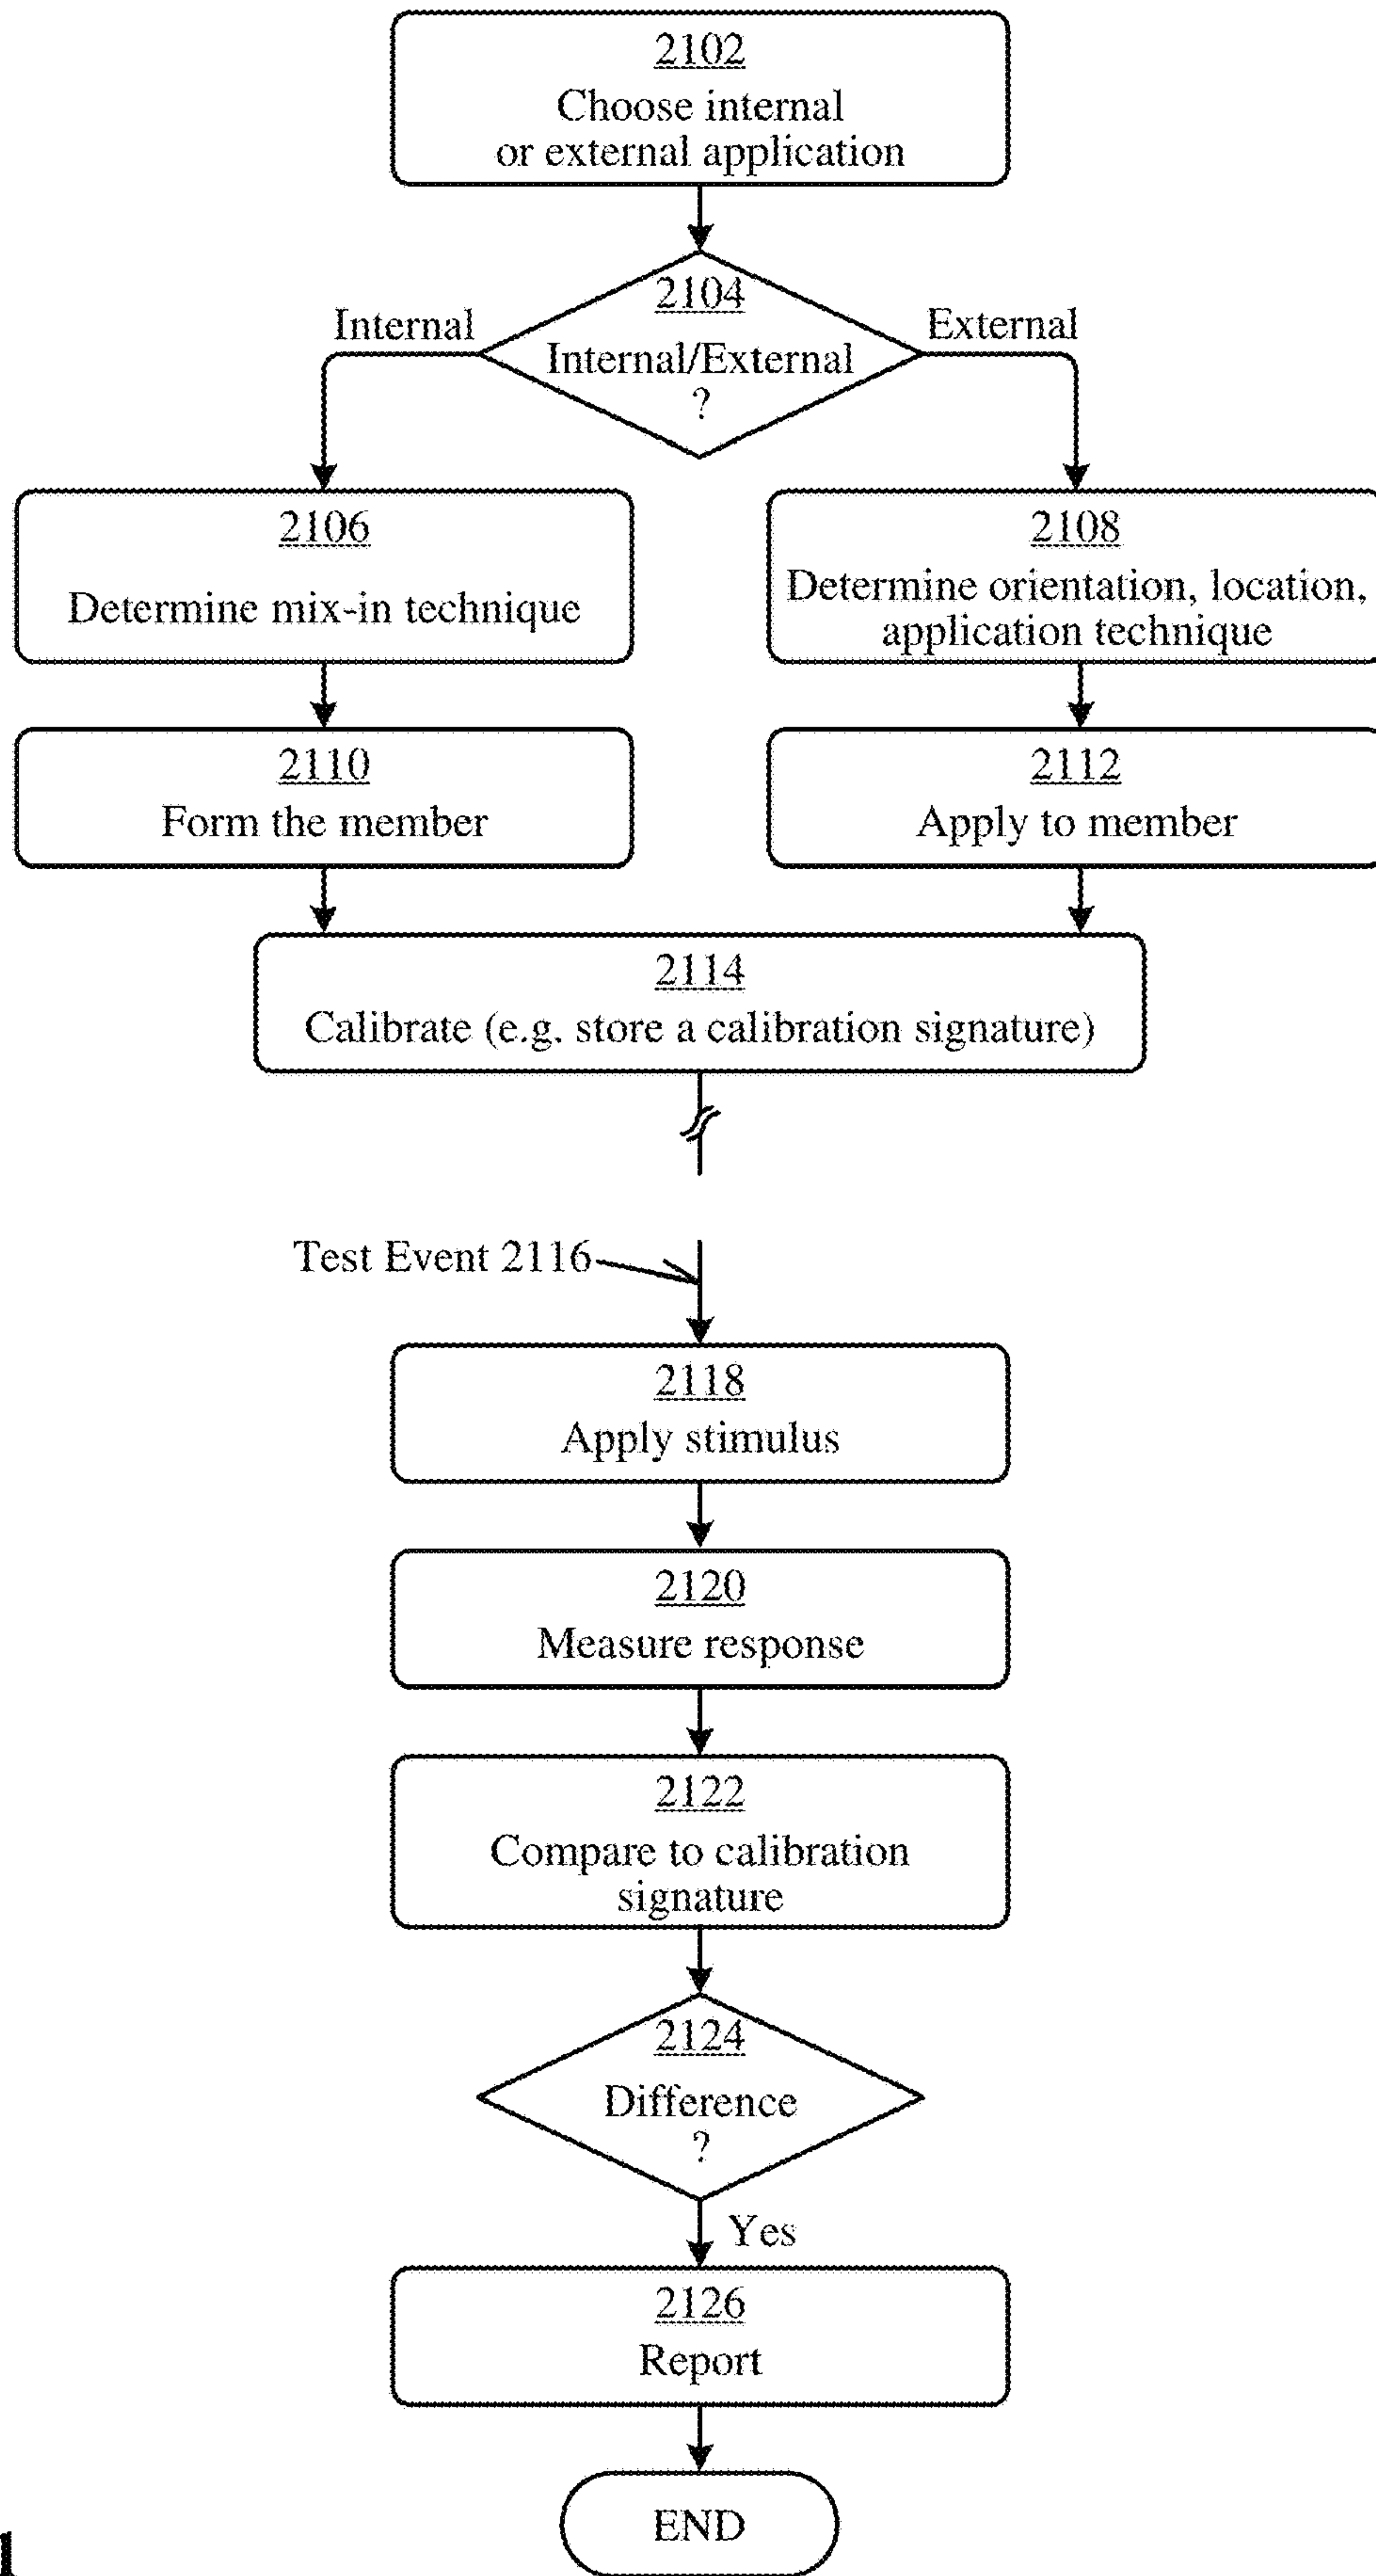 2102
Choose internal
or external application
2104
Internal
External
Internal/External
?
2106
Determine mix-in technique
2108
Determine orientation, location,
application technique
2110
Form the member
2112
Apply to member
2114
Calibrate (e.g. store a calibration signature)
Test Event 2116
2118
Apply stimulus
2120
Measure response
2122
Compare to calibration
signature
2124
Difference
?
Yes
2126
Report
END